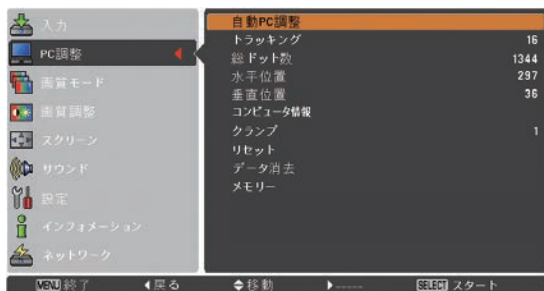 入力
PC調整
画質モード
画質調整
スクリーン
サウンド
設定
インフォメーション
ネットワーク
自動PC調整
トラッキング 16
総ドット数 1344
水平位置 297
垂直位置 36
コンピュータ情報
クランプ 1
リセット
データ消去
メモリー
MENU 終了 戻る 移動 ----- SELECT スタート